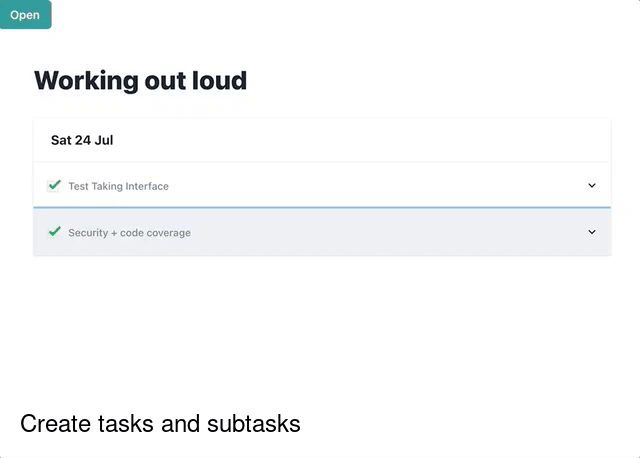 Open
Working out loud
Sat 24 Jul
Test Taking Interface
Security + code coverage
Create tasks and subtasks